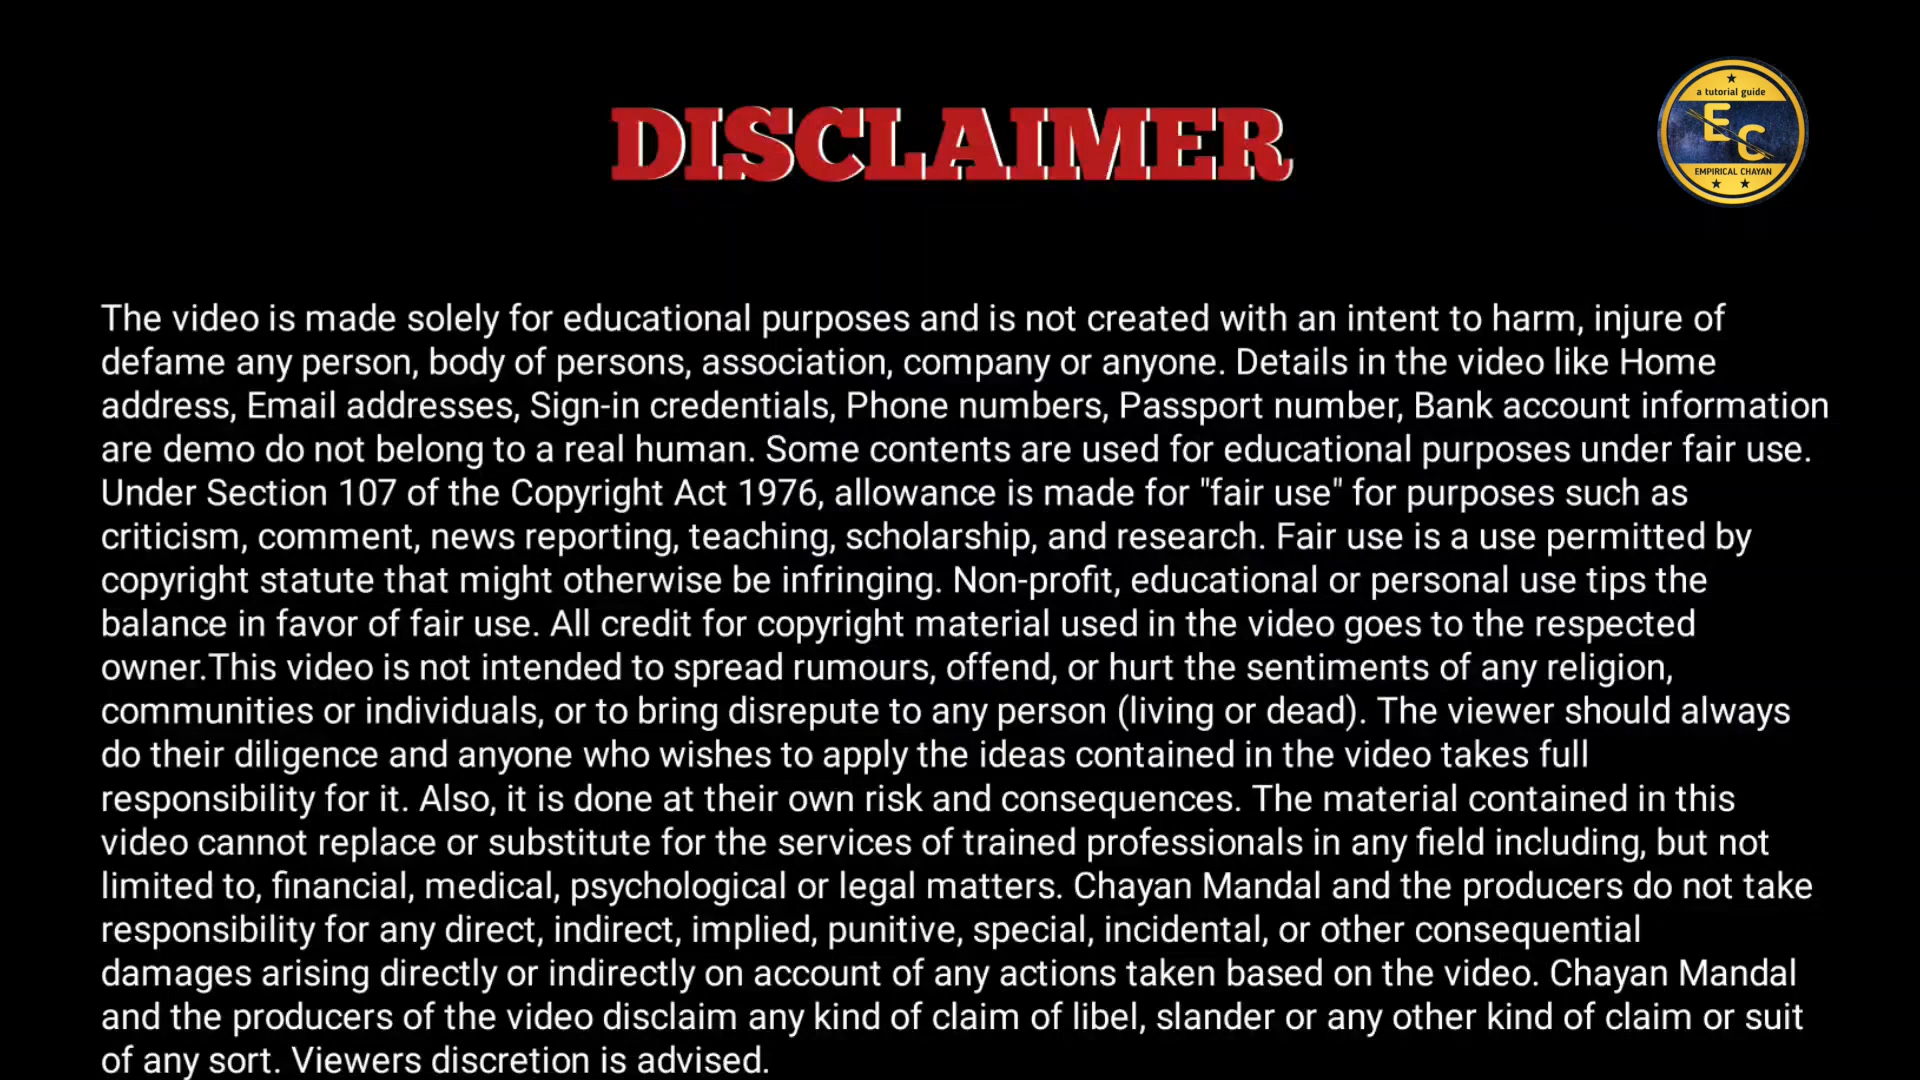 DISCLAIMER
a tutorial guide
EC
EMPIRICAL CHAYAN
The video is made solely for educational purposes and is not created with an intent to harm, injure of
defame any person, body of persons, association, company or anyone. Details in the video like Home
address, Email addresses, Sign-in credentials, Phone numbers, Passport number, Bank account information
are demo do not belong to a real human. Some contents are used for educational purposes under fair use.
Under Section 107 of the Copyright Act 1976, allowance is made for "fair use" for purposes such as
criticism, comment, news reporting, teaching, scholarship, and research. Fair use is a use permitted by
copyright statute that might otherwise be infringing. Non-profit, educational or personal use tips the
balance in favor of fair use. All credit for copyright material used in the video goes to the respected
owner.This video is not intended to spread rumours, offend, or hurt the sentiments of any religion,
communities or individuals, or to bring disrepute to any person (living or dead). The viewer should always
do their diligence and anyone who wishes to apply the ideas contained in the video takes full
responsibility for it. Also, it is done at their own risk and consequences. The material contained in this
video cannot replace or substitute for the services of trained professionals in any field including, but not
limited to, financial, medical, psychological or legal matters. Chayan Mandal and the producers do not take
responsibility for any direct, indirect, implied, punitive, special, incidental, or other consequential
damages arising directly or indirectly on account of any actions taken based on the video. Chayan Mandal
and the producers of the video disclaim any kind of claim of libel, slander or any other kind of claim or suit
of any sort. Viewers discretion is advised.